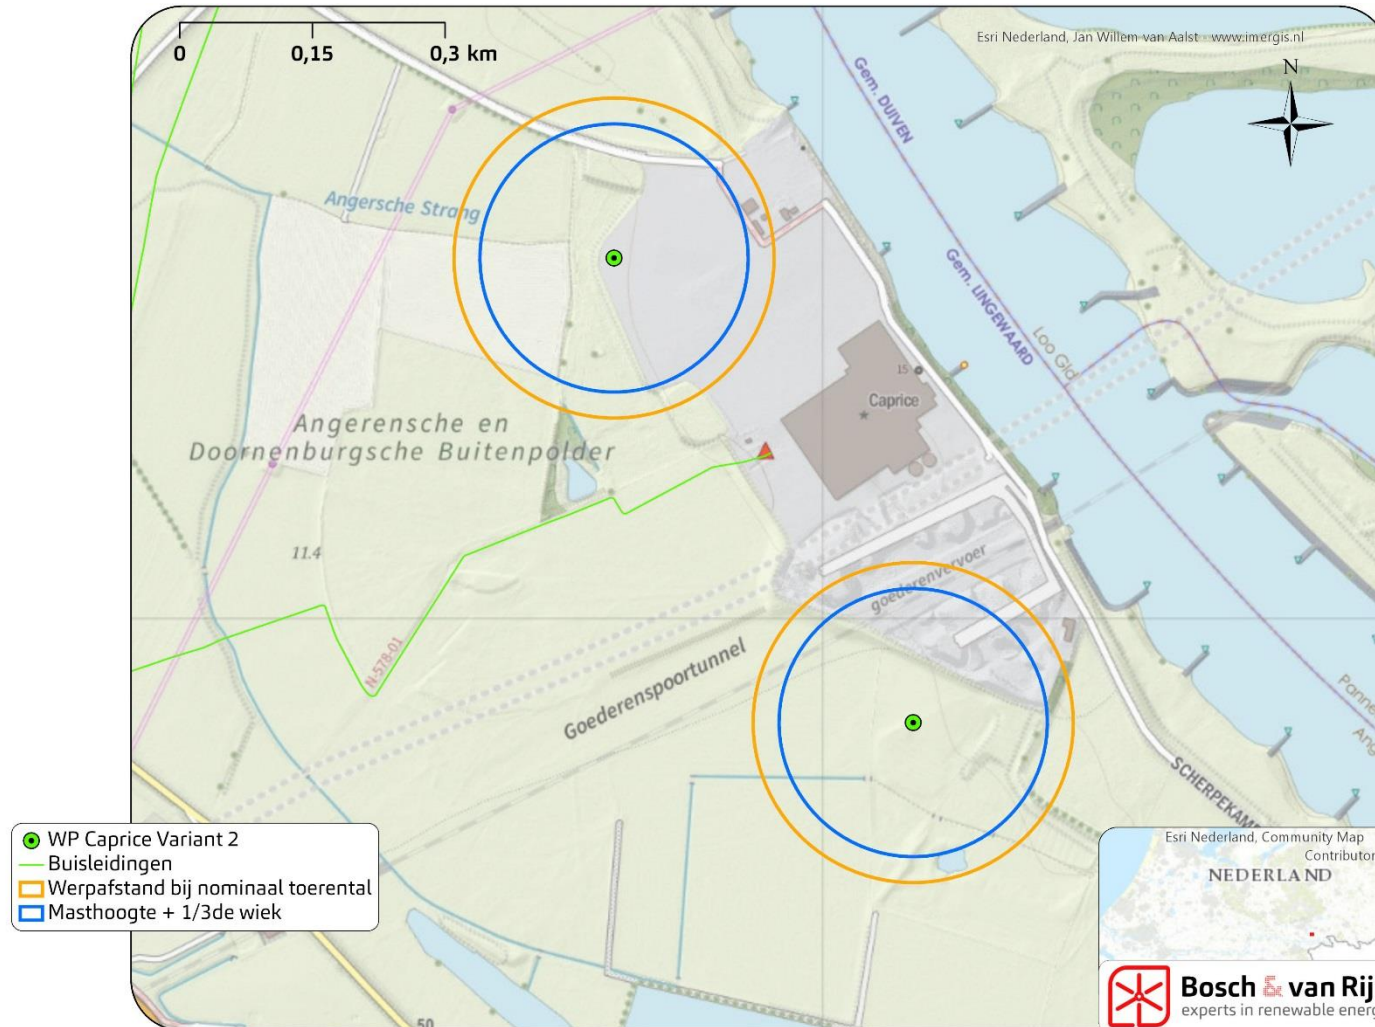 0 0,15 0,3 km
Esri Nederland, Jan Willem van Aalst - www.imergis.nl
N
Gem. DUIVEN
Angersche Strang
Gem. LINGEWAARD
Loo Gld
15
Caprice
Angerensche en
Doornenburgsche Buitenpolder
11.4
goederenvervoer
N-578-01
Goederenspoortunnel
Panne
Ang
SCHERPEKAM
WP Caprice Variant 2
Buisleidingen
Werpafstand bij nominaal toerental
Masthoogte + 1/3de wiek
50
Esri Nederland, Community Map
Contributor
NEDERLAND
Bosch & van Rij
experts in renewable energ